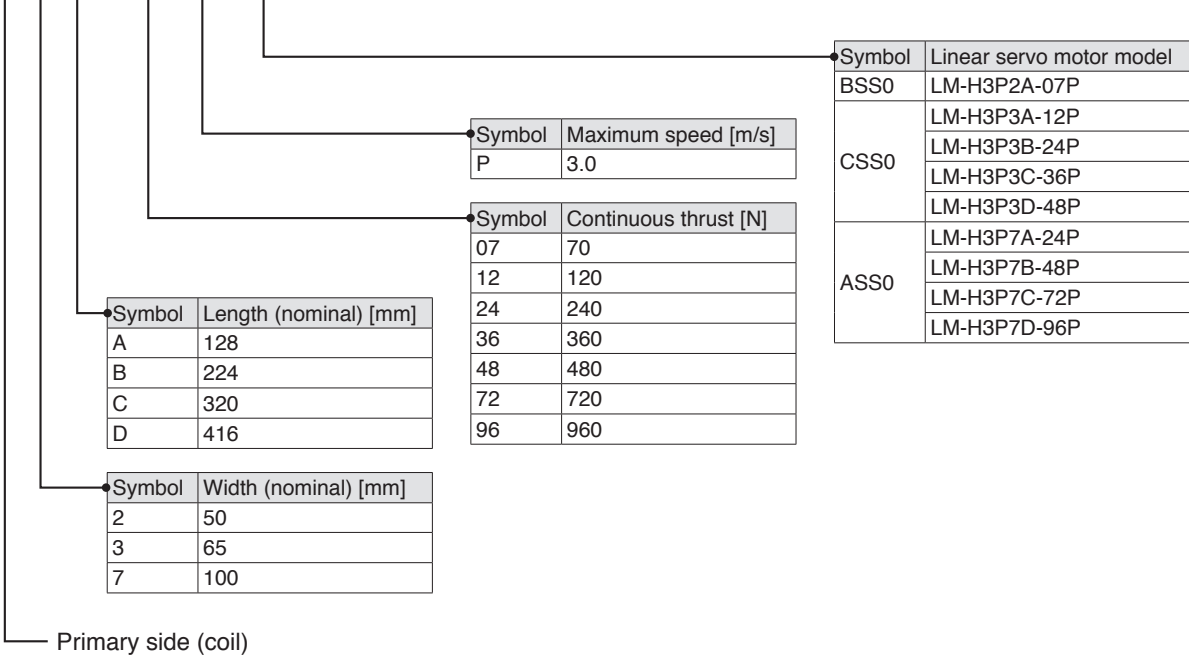 Symbol Linear servo motor model
BSS0 LM-H3P2A-07P
CSS0 LM-H3P3A-12P
LM-H3P3B-24P
LM-H3P3C-36P
LM-H3P3D-48P
ASS0 LM-H3P7A-24P
LM-H3P7B-48P
LM-H3P7C-72P
LM-H3P7D-96P
Symbol Maximum speed [m/s]
P 3.0
Symbol Continuous thrust [N]
07 70
12 120
24 240
36 360
48 480
72 720
96 960
Symbol Length (nominal) [mm]
A 128
B 224
C 320
D 416
Symbol Width (nominal) [mm]
2 50
3 65
7 100
Primary side (coil)